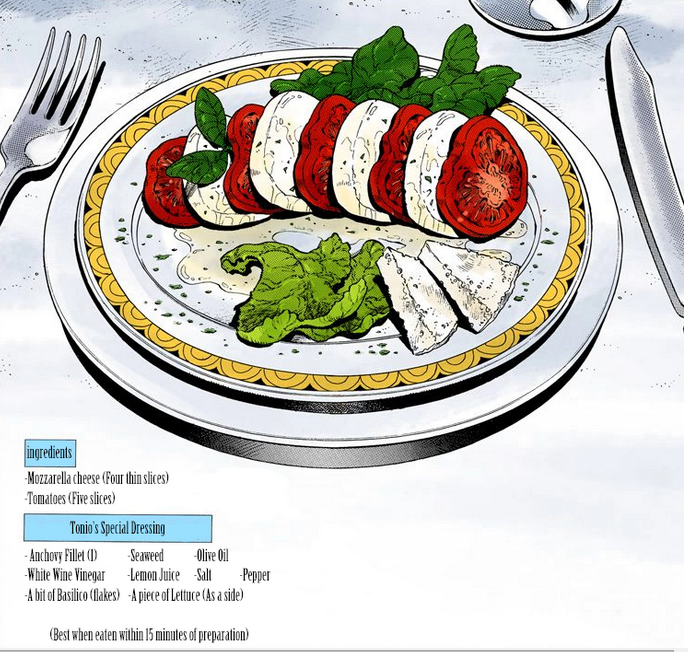 ingredients
-Mozzarella cheese (Four thin slices)
-Tomatoes (Five slices)
Tonio's Special Dressing
- Anchovy Fillet (1) -Seaweed -Olive Oil
-White Wine Vinegar -Lemon Juice -Salt -Pepper
-A bit of Basilico (flakes) -A piece of Lettuce (As a side)
(Best when eaten within 15 minutes of preparation)